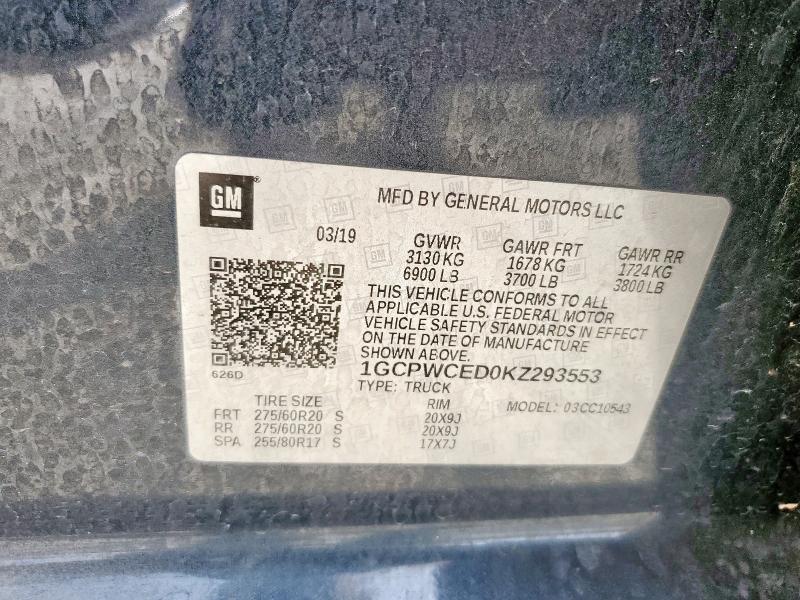 GM ®
MFD BY GENERAL MOTORS LLC
03/19 GVWR GAWR FRT GAWR RR
3130 KG 1678 KG 1724 KG
6900 LB 3700 LB 3800 LB
THIS VEHICLE CONFORMS TO ALL
APPLICABLE U.S. FEDERAL MOTOR
VEHICLE SAFETY STANDARDS IN EFFECT
ON THE DATE OF MANUFACTURE
SHOWN ABOVE.
626D
1GCPWCED0KZ293553
TYPE: TRUCK
TIRE SIZE RIM MODEL: 03CC10543
FRT 275/60R20 S 20X9J
RR 275/60R20 S 20X9J
SPA 255/80R17 S 17X7J